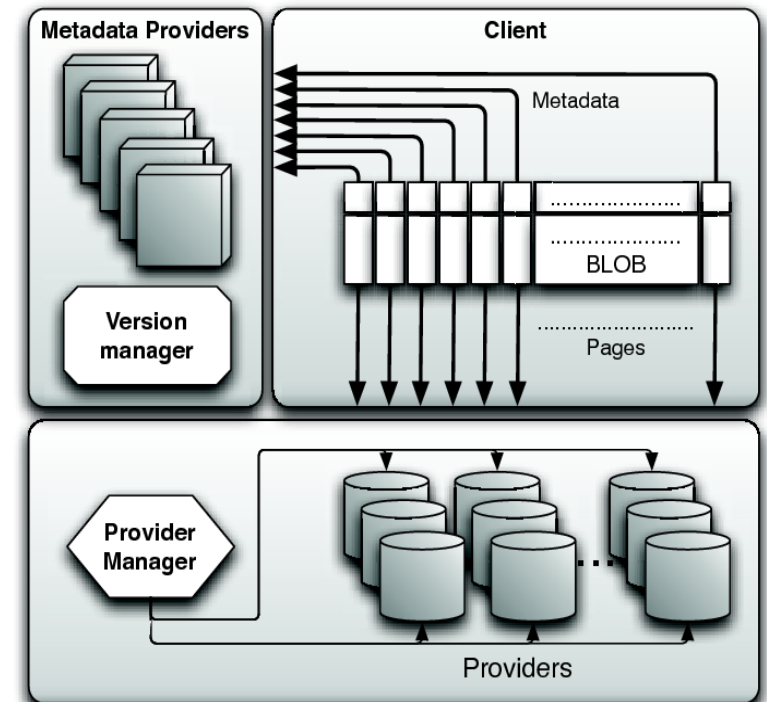 Metadata Providers
Client
Metadata
.....................
.....................
BLOB
Version
manager
.........................
Pages
Provider
Manager
...
Providers